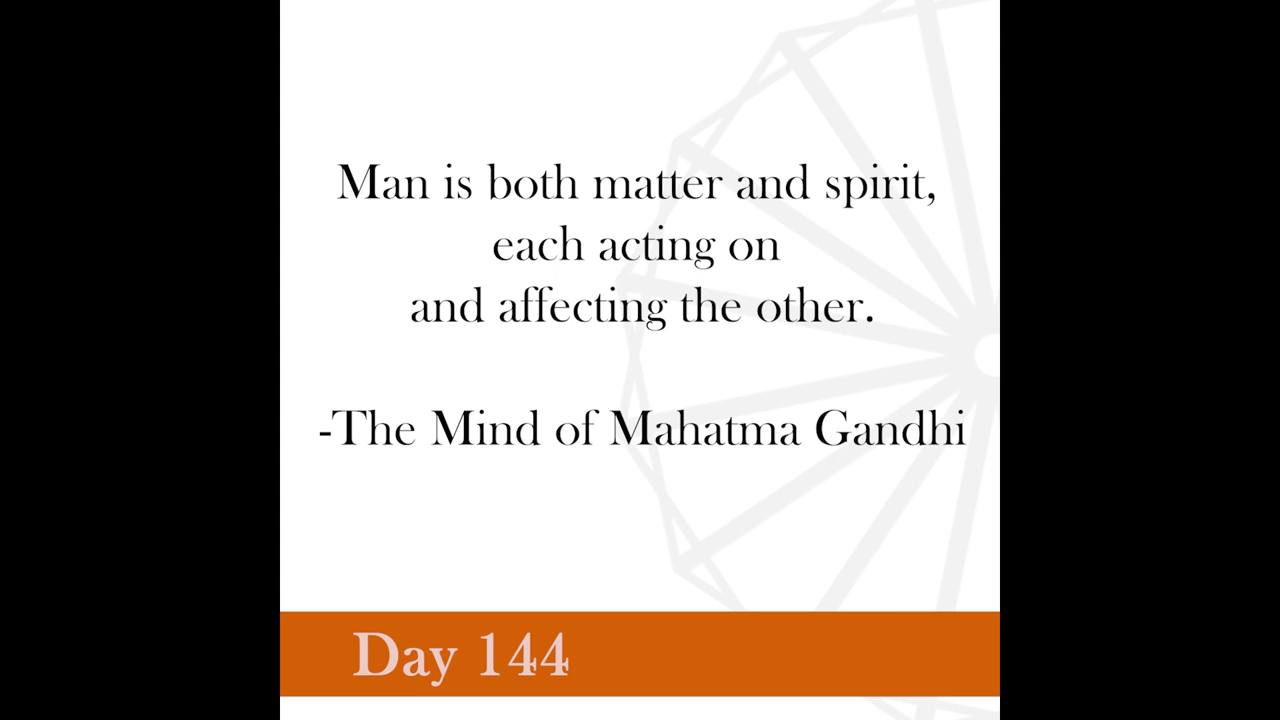 Man is both matter and spirit,
each acting on
and affecting the other.
-The Mind of Mahatma Gandhi
Day 144